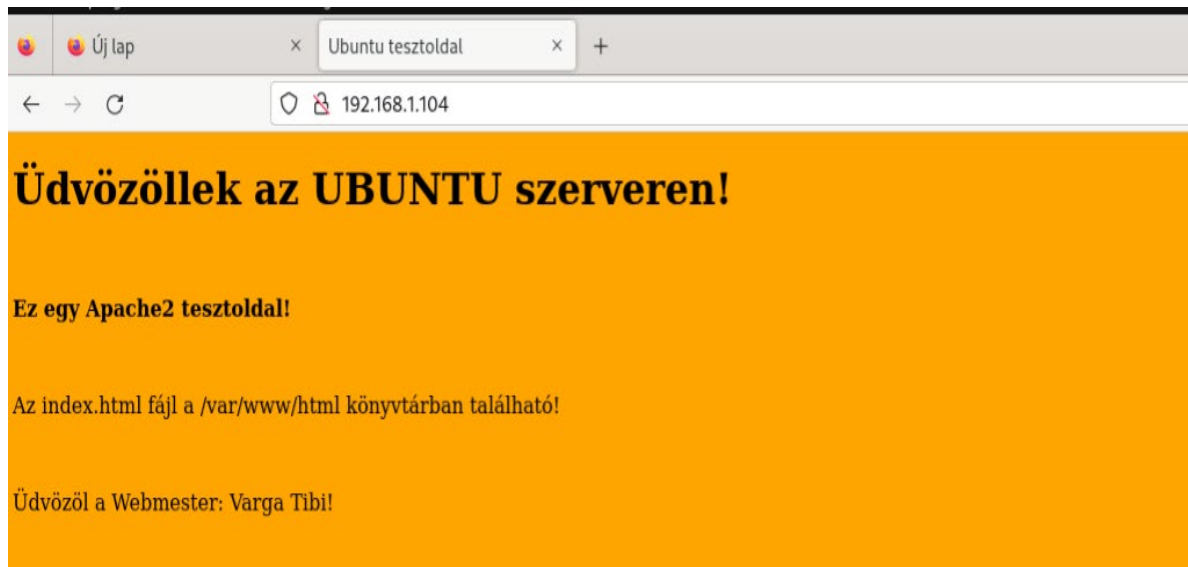 Új lap
Ubuntu tesztoldal
192.168.1.104
Üdvözöllek az UBUNTU szerveren!
Ez egy Apache2 tesztoldal!
Az index.html fájl a /var/www/html könyvtárban található!
Üdvözöl a Webmester: Varga Tibi!